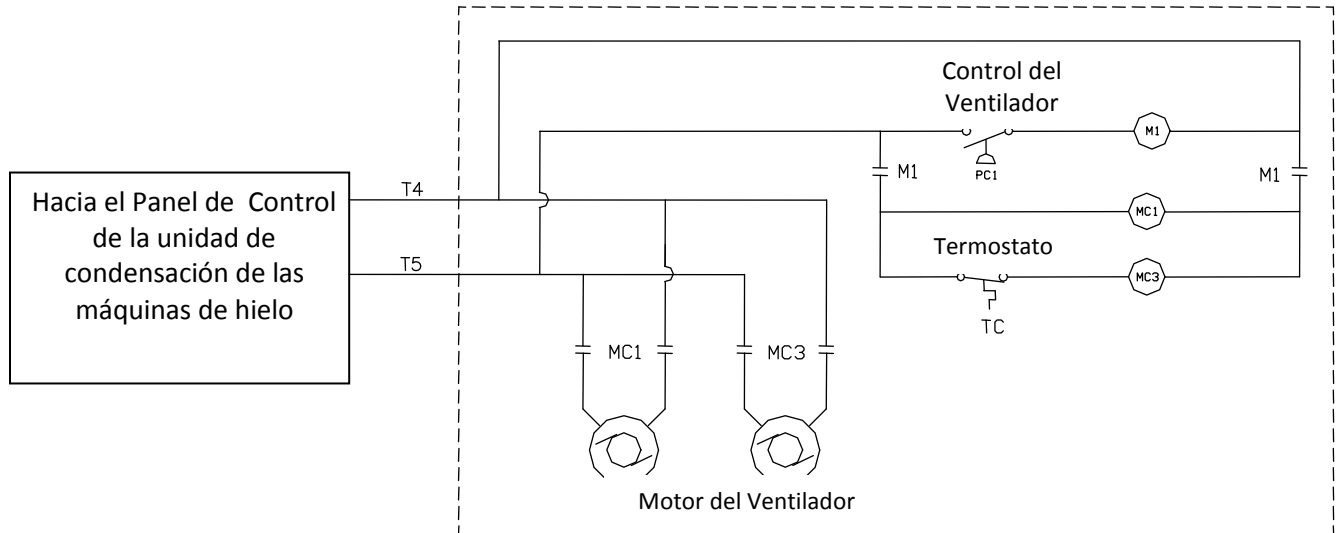 Control del
Ventilador
M1
PC1
M1
M1
T4
Hacia el Panel de Control
de la unidad de
condensación de las
máquinas de hielo
MC1
Termostato
T5
MC3
TC
MC1
MC3
Motor del Ventilador